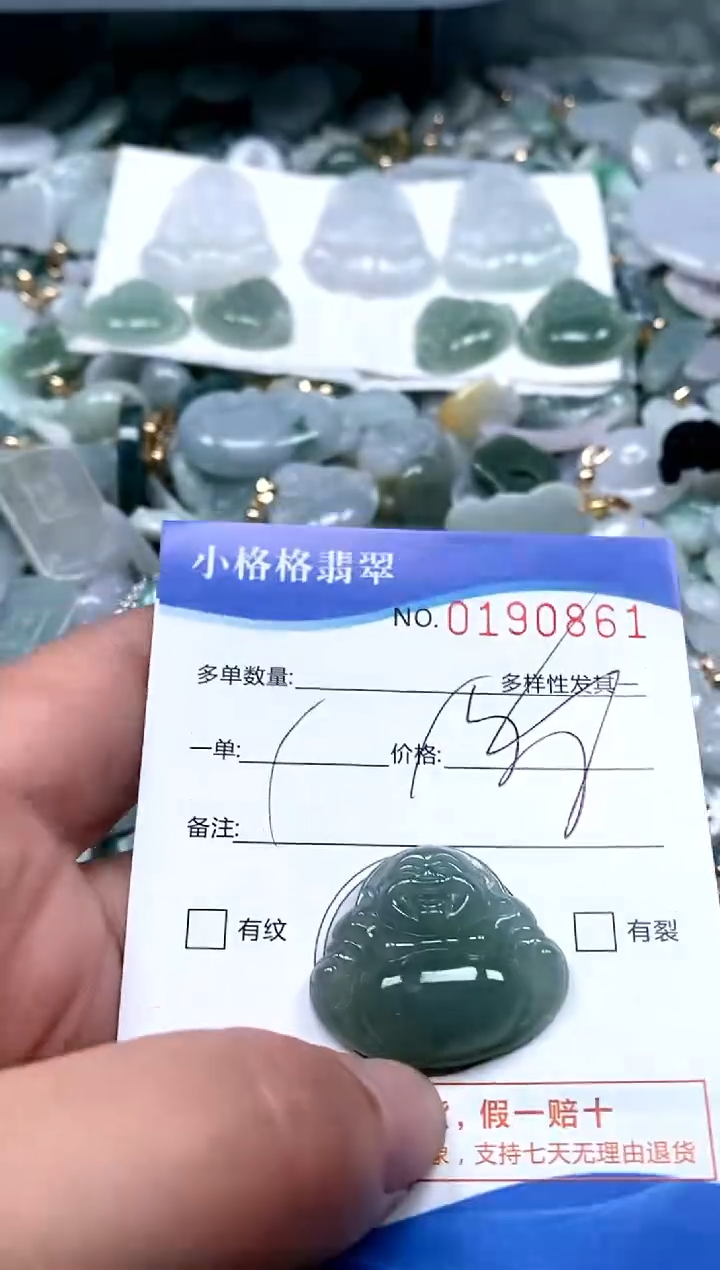 小格格翡翠
NO. 0190861
多单数量: 多样性发其一
一单: 价格:
备注:
有纹 有裂
，假一赔十
，支持七天无理由退货